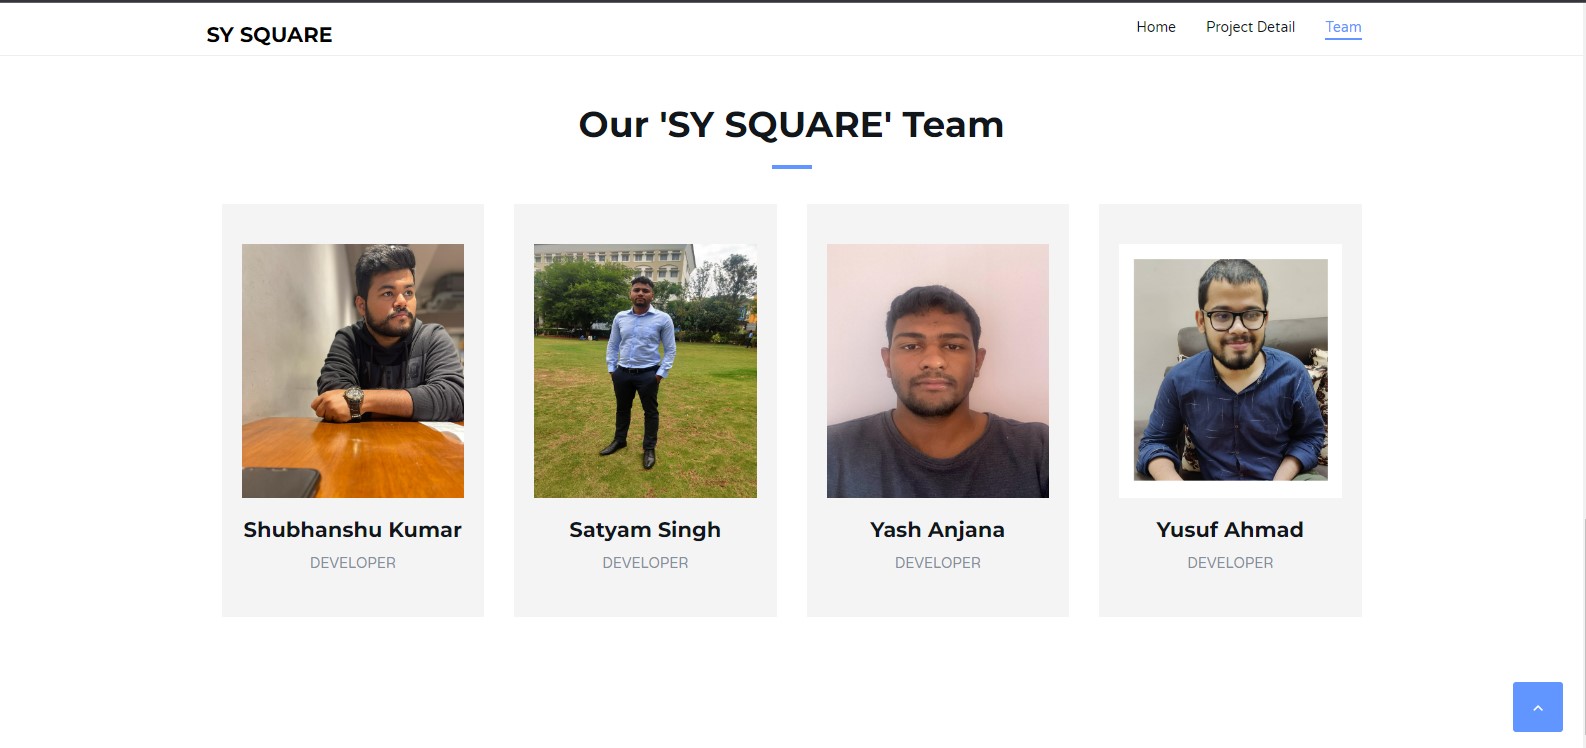 SY SQUARE
Home Project Detail Team
Our 'SY SQUARE' Team
Shubhanshu Kumar Satyam Singh Yash Anjana Yusuf Ahmad
DEVELOPER DEVELOPER DEVELOPER DEVELOPER